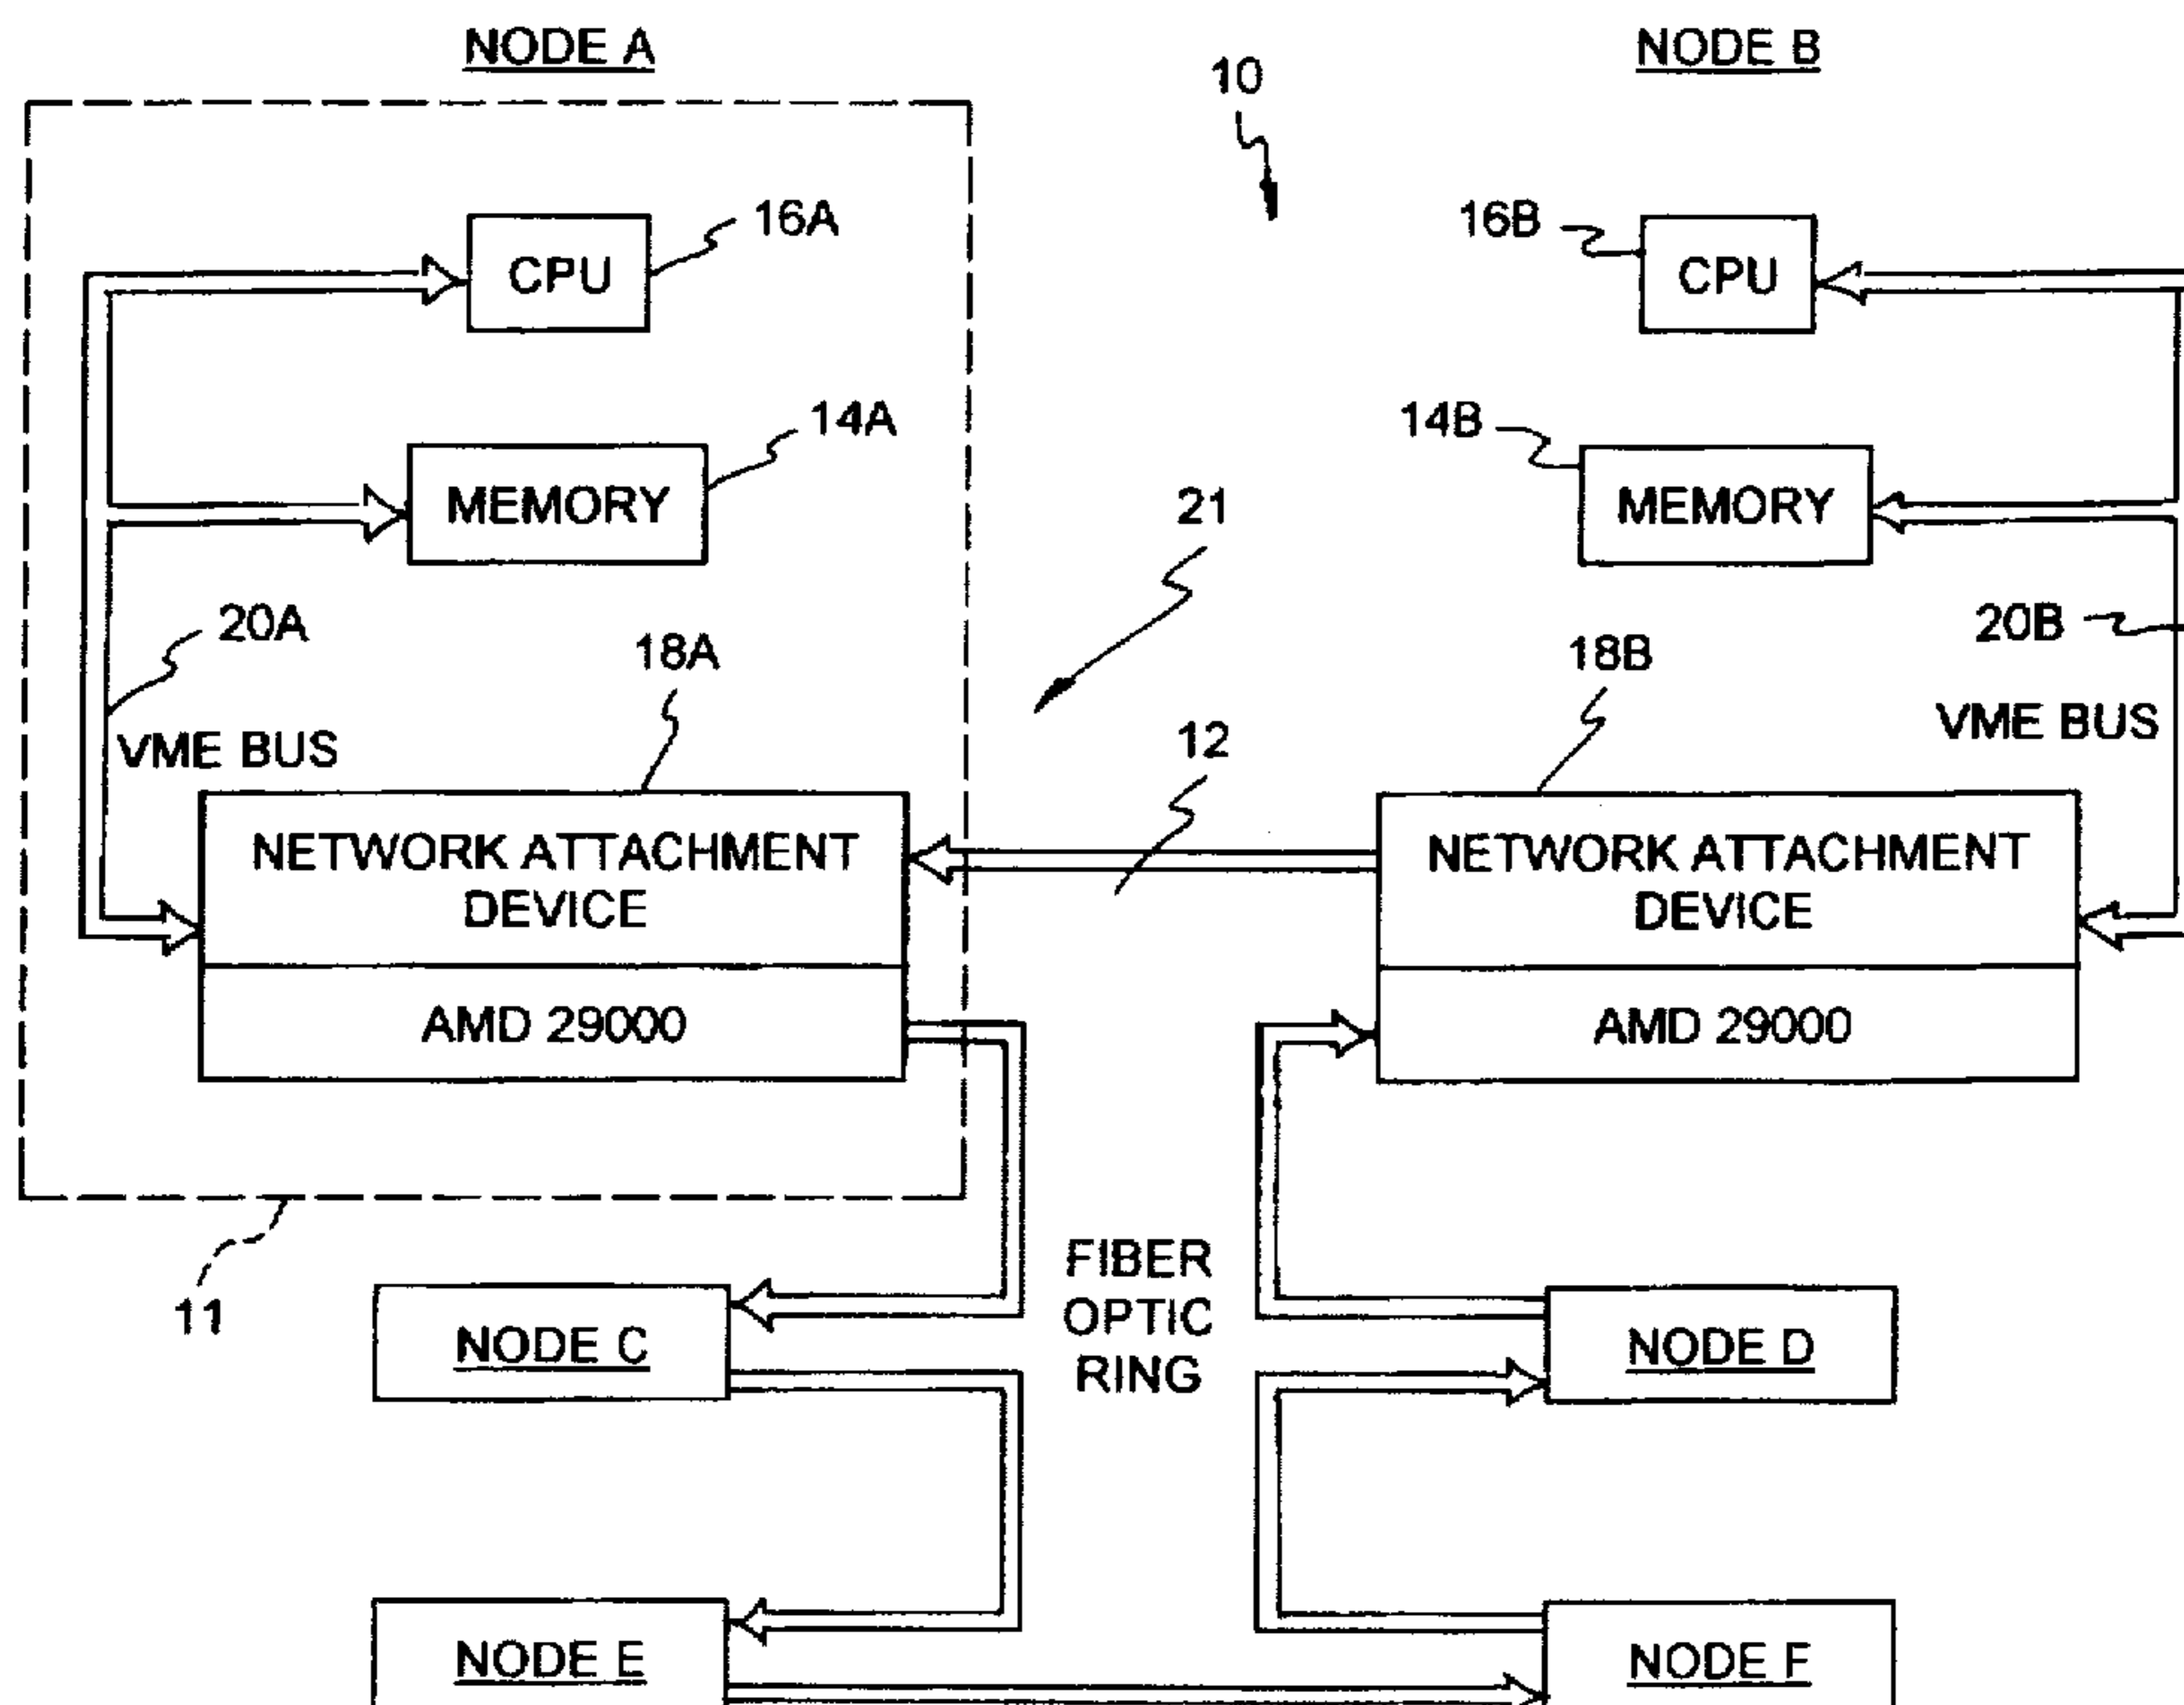 NODE A
NODE B
10
16A
CPU
16B
CPU
14A
MEMORY
14B
MEMORY
21
20A
20B
18A
18B
VME BUS
VME BUS
12
NETWORK ATTACHMENT
DEVICE
NETWORK ATTACHMENT
DEVICE
AMD 29000
AMD 29000
11
FIBER
OPTIC
RING
NODE C
NODE D
NODE E
NODE F